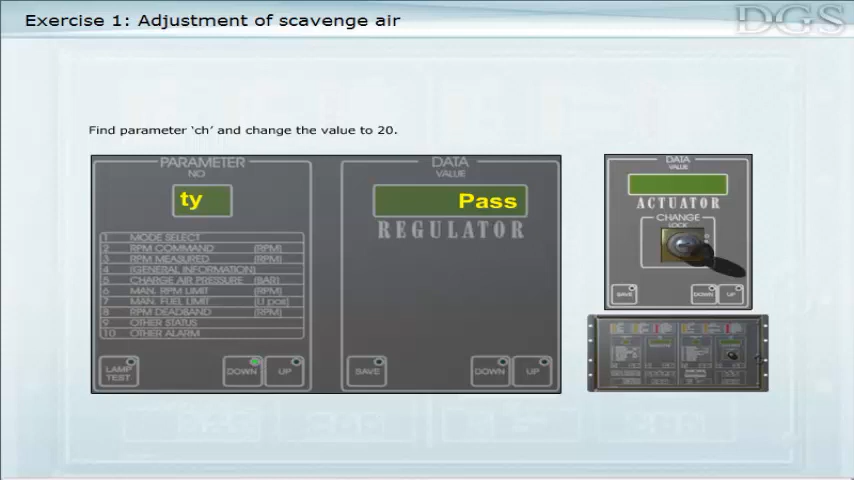 Exercise 1: Adjustment of scavenge air
DGS
Find parameter ‘ch’ and change the value to 20.
PARAMETER
NO
ty
1 MODE SELECT
2 RPM COMMAND (RPM)
3 RPM MEASURED (RPM)
4 (GENERAL INFORMATION)
5 CHARGE AIR PRESSURE (BAR)
6 MAN. RPM LIMIT (RPM)
7 MAN. FUEL LIMIT (U pos)
8 RPM DEADBAND (RPM)
9 OTHER STATUS
10 OTHER ALARM
LAMP TEST
DOWN
UP
DATA
VALUE
Pass
REGULATOR
SAVE
DOWN
UP
DATA
VALUE
ACTUATOR
CHANGE
LOCK
SAVE
DOWN
UP